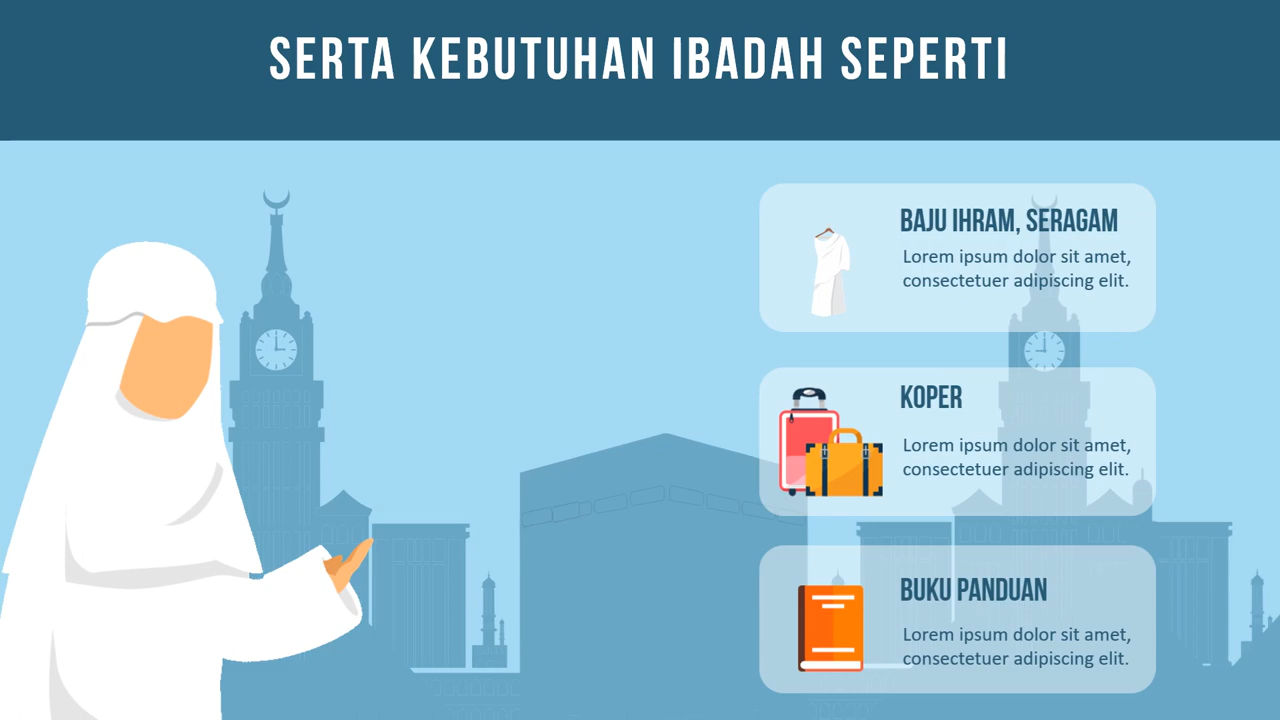 SERTA KEBUTUHAN IBADAH SEPERTI
BAJU IHRAM, SERAGAM
Lorem ipsum dolor sit amet,
consectetuer adipiscing elit.
KOPER
Lorem ipsum dolor sit amet,
consectetuer adipiscing elit.
BUKU PANDUAN
Lorem ipsum dolor sit amet,
consectetuer adipiscing elit.